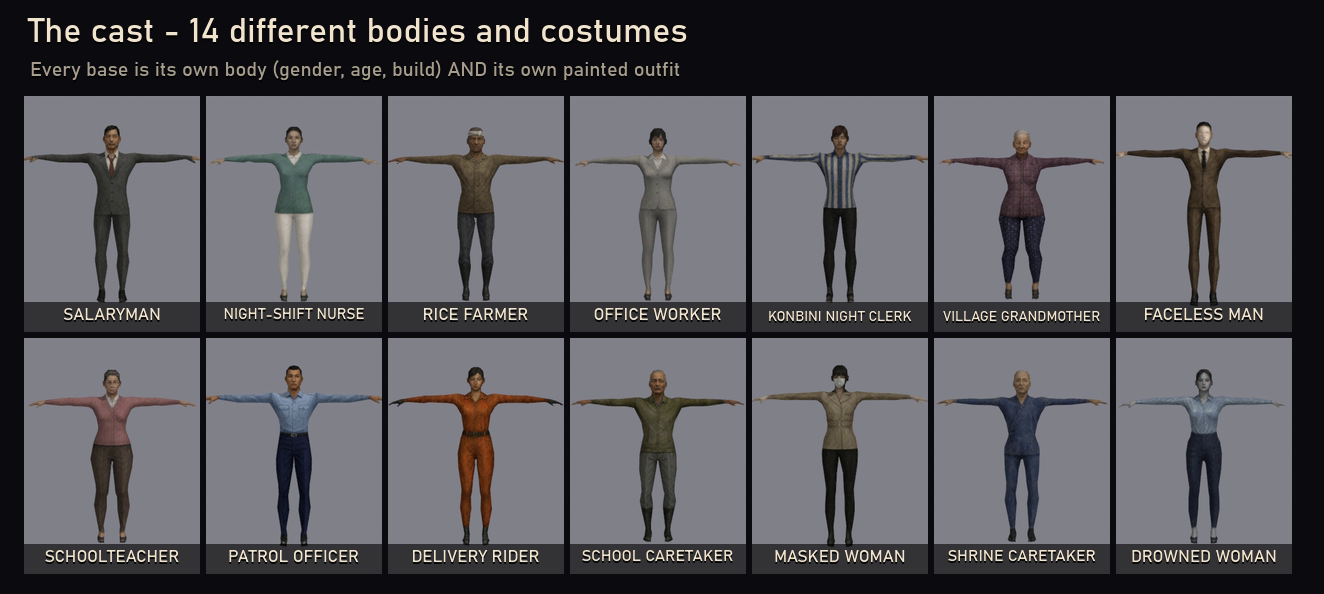 The cast - 14 different bodies and costumes
Every base is its own body (gender, age, build) AND its own painted outfit
SALARYMAN
NIGHT-SHIFT NURSE
RICE FARMER
OFFICE WORKER
KONBINI NIGHT CLERK
VILLAGE GRANDMOTHER
FACELESS MAN
SCHOOLTEACHER
PATROL OFFICER
DELIVERY RIDER
SCHOOL CARETAKER
MASKED WOMAN
SHRINE CARETAKER
DROWNED WOMAN